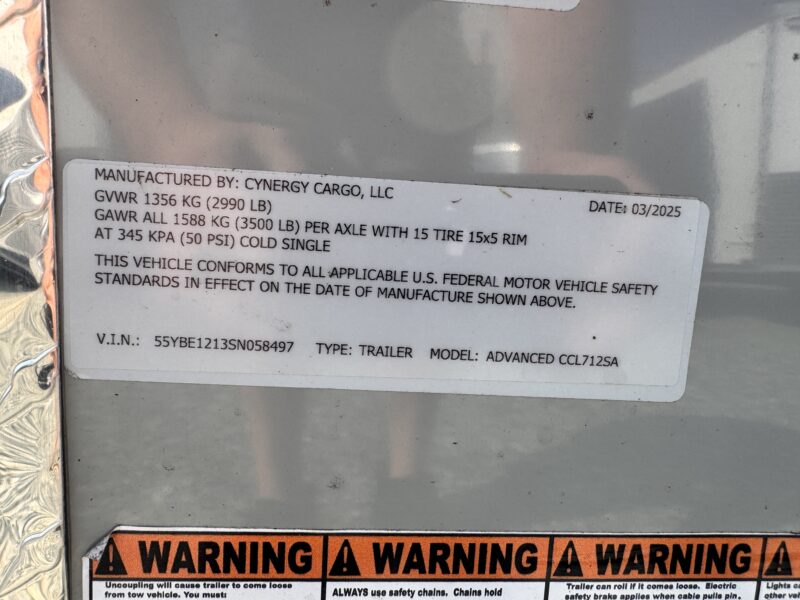 MANUFACTURED BY: CYNERGY CARGO, LLC
DATE: 03/2025
GVWR 1356 KG (2990 LB)
GAWR ALL 1588 KG (3500 LB) PER AXLE WITH 15 TIRE 15x5 RIM
AT 345 KPA (50 PSI) COLD SINGLE
THIS VEHICLE CONFORMS TO ALL APPLICABLE U.S. FEDERAL MOTOR VEHICLE SAFETY
STANDARDS IN EFFECT ON THE DATE OF MANUFACTURE SHOWN ABOVE.
V.I.N.: 55YBE1213SN058497 TYPE: TRAILER MODEL: ADVANCED CCL712SA
WARNING
Uncoupling will cause trailer to come loose
from tow vehicle. You must:
WARNING
ALWAYS use safety chains. Chains hold
WARNING
Trailer can roll if it comes loose. Electric
safety brake applies when cable pulls pin.
Lights
other